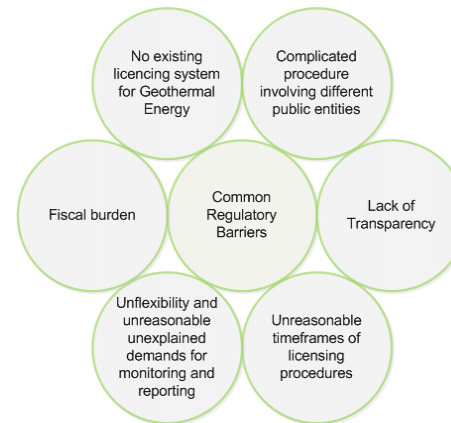 No existing
licencing system
for Geothermal
Energy
Complicated
procedure
involving different
public entities
Fiscal burden
Common
Regulatory
Barriers
Lack of
Transparency
Unflexibility and
unreasonable
unexplained
demands for
monitoring and
reporting
Unreasonable
timeframes of
licensing
procedures